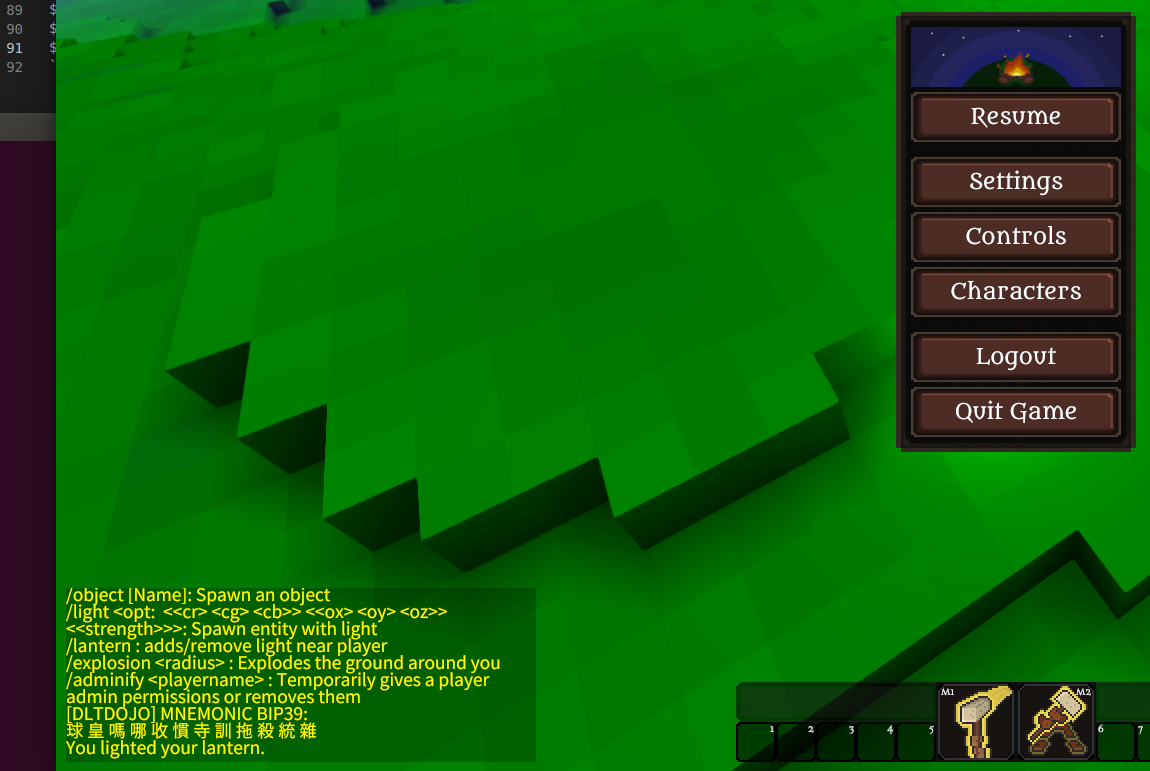 89 $
90 $
91 $
92 `
Resume
Settings
Controls
Characters
Logout
Quit Game
/object [Name]: Spawn an object
/light <opt:  <<cr> <cg> <cb>> <<ox> <oy> <oz>>
<<strength>>>: Spawn entity with light
/lantern : adds/remove light near player
/explosion <radius> : Explodes the ground around you
/adminify <playername> : Temporarily gives a player
admin permissions or removes them
[DLTDOJO] MNEMONIC BIP39:
球 皇 嗎 哪 收 慣 寺 訓 拖 殺 統 雜
You lighted your lantern.
M1 M2
1 2 3 4 5 6 7